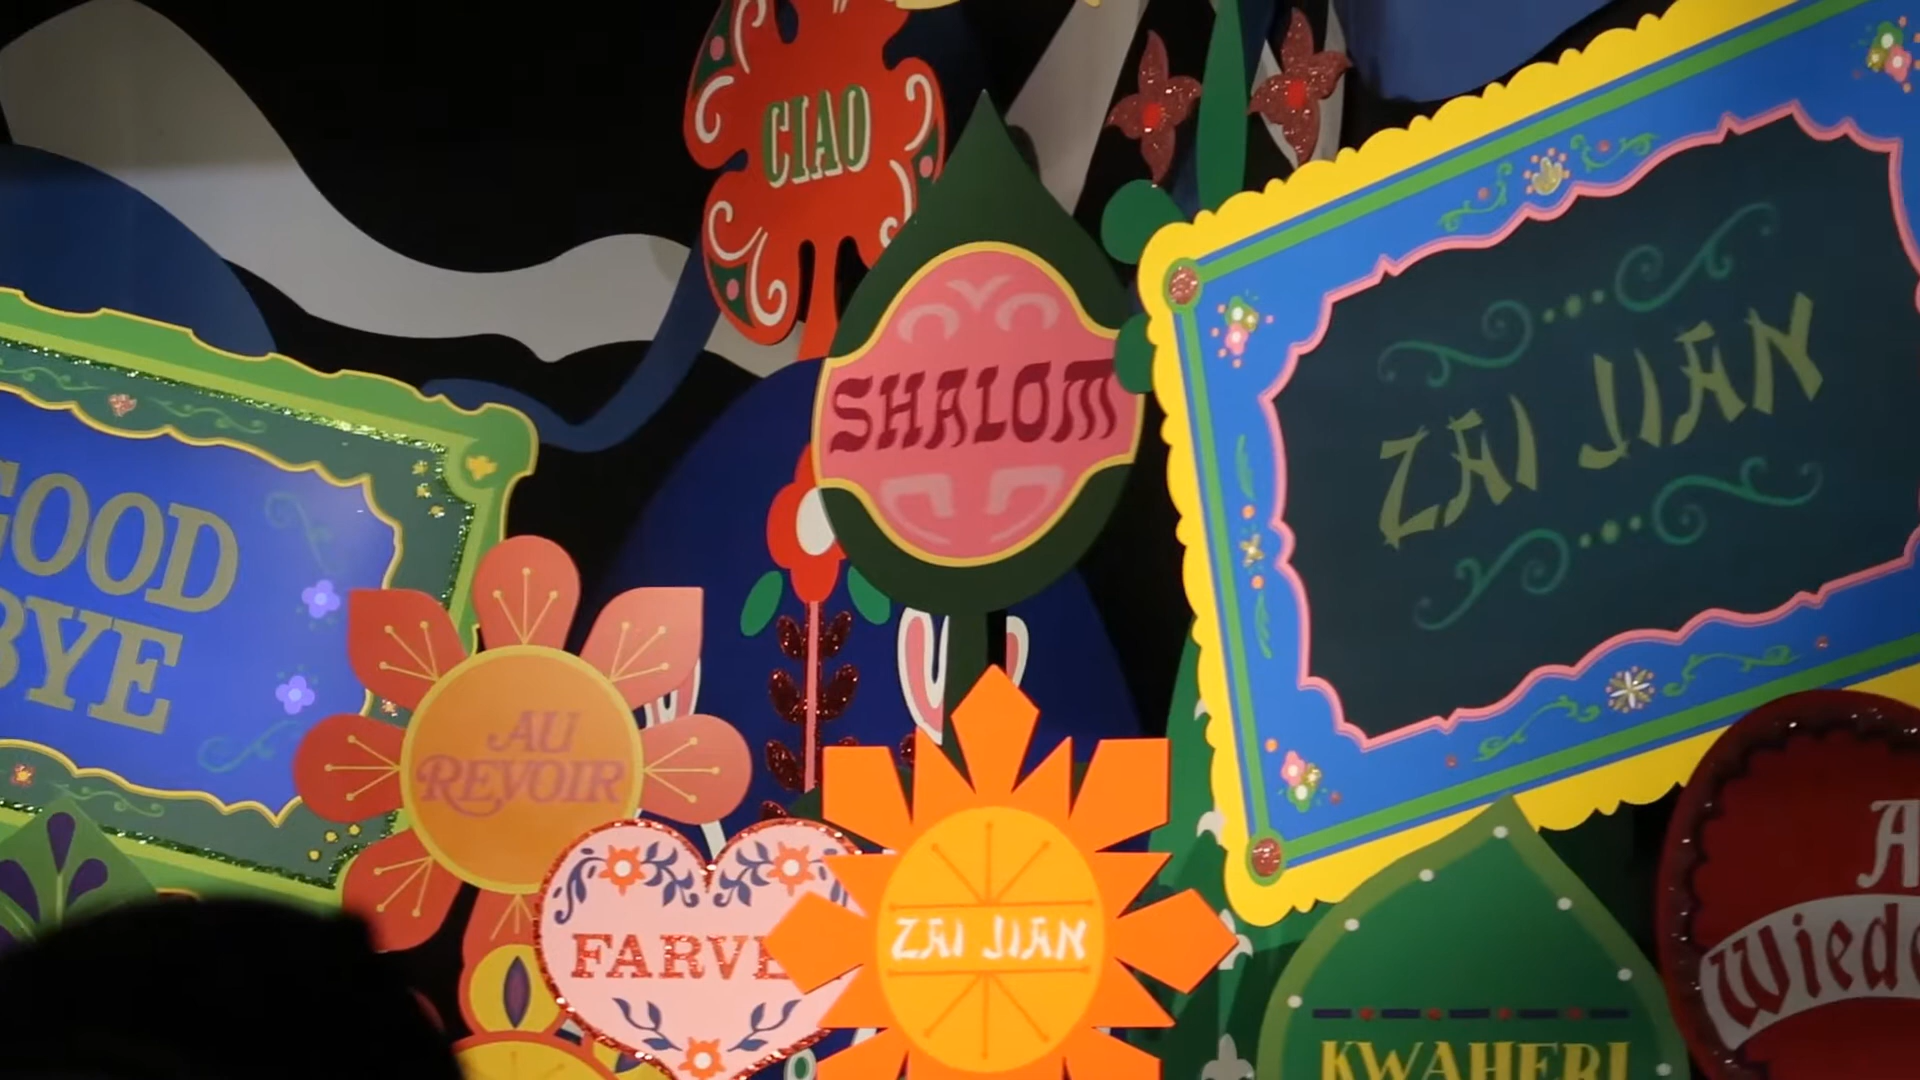 CIAO
SHALOM
ZAI JIAN
GOOD
BYE
AU
REVOIR
FARVE
ZAI JIAN
KWAHERI
A
Wiede